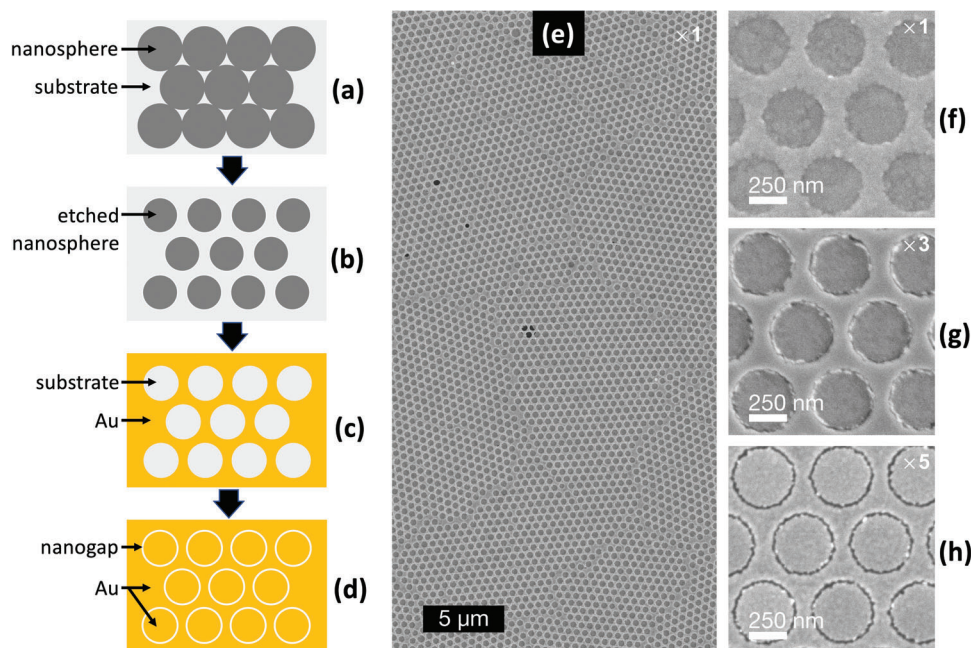 nanosphere
substrate
(a)
etched
nanosphere
(b)
substrate
Au
(c)
nanogap
Au
(d)
(e)
×1
5 μm
×1
250 nm
(f)
×3
250 nm
(g)
×5
250 nm
(h)